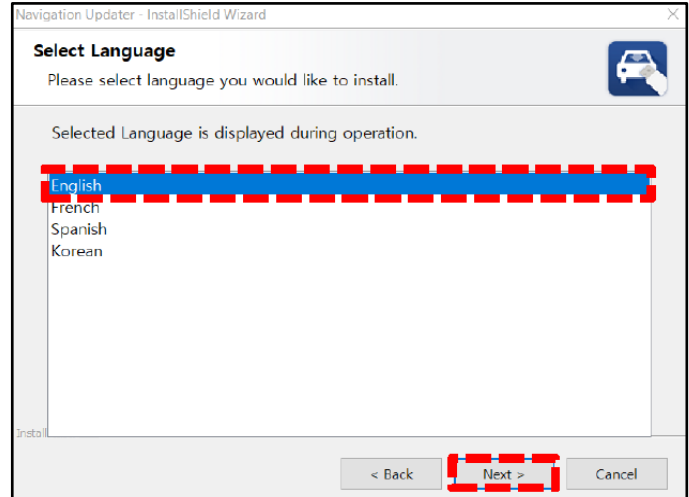 Navigation Updater - InstallShield Wizard
Select Language
Please select language you would like to install.
Selected Language is displayed during operation.
English
French
Spanish
Korean
Install
< Back
Next >
Cancel